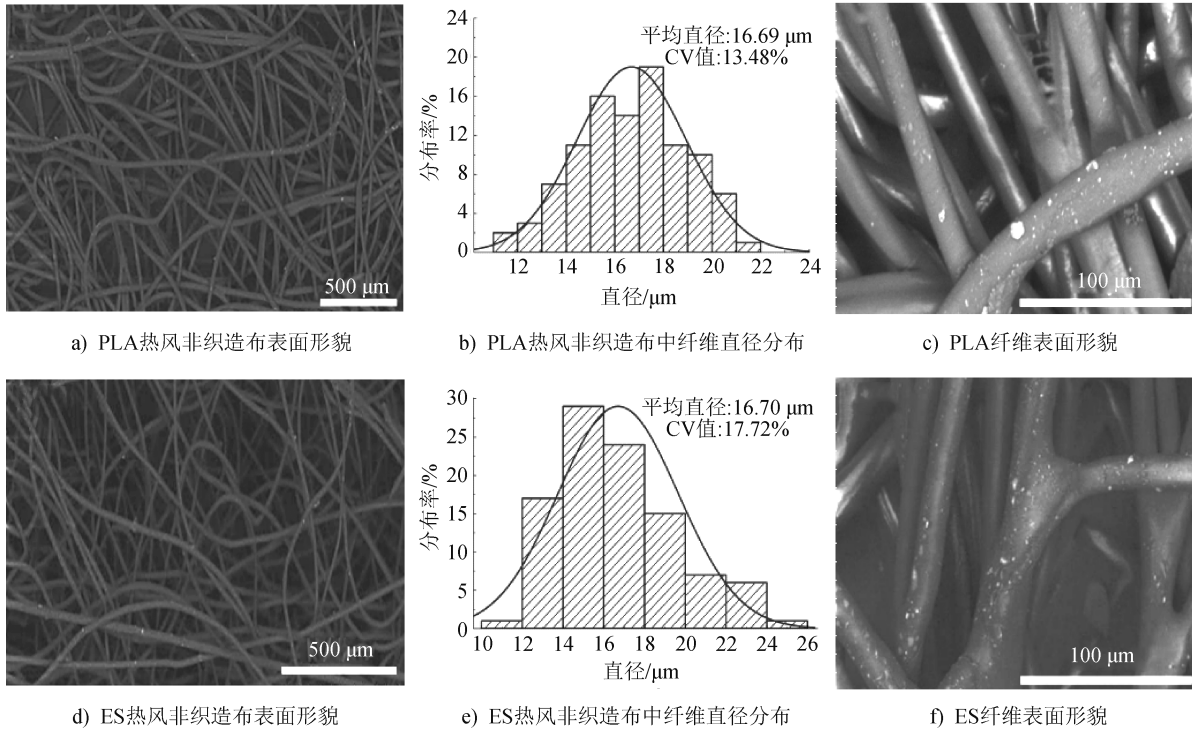 500 μm
a) PLA热风非织造布表面形貌
24
20
16
12
8
4
0
分布率/%
平均直径:16.69 μm
CV值:13.48%
12 14 16 18 20 22 24
直径/μm
b) PLA热风非织造布中纤维直径分布
100 μm
c) PLA纤维表面形貌
500 μm
d) ES热风非织造布表面形貌
30
25
20
15
10
5
0
分布率/%
平均直径:16.70 μm
CV值:17.72%
10 12 14 16 18 20 22 24 26
直径/μm
e) ES热风非织造布中纤维直径分布
100 μm
f) ES纤维表面形貌